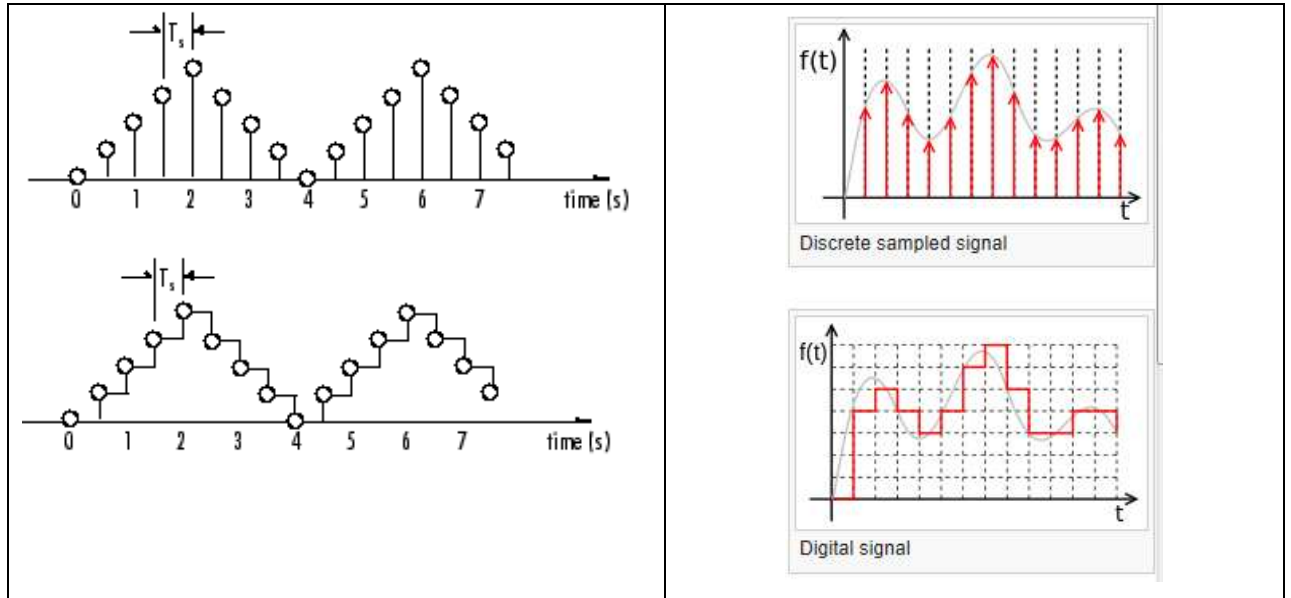 Ts
0 1 2 3 4 5 6 7 time (s)
Ts
0 1 2 3 4 5 6 7 time (s)
f(t)
t
Discrete sampled signal
f(t)
t
Digital signal